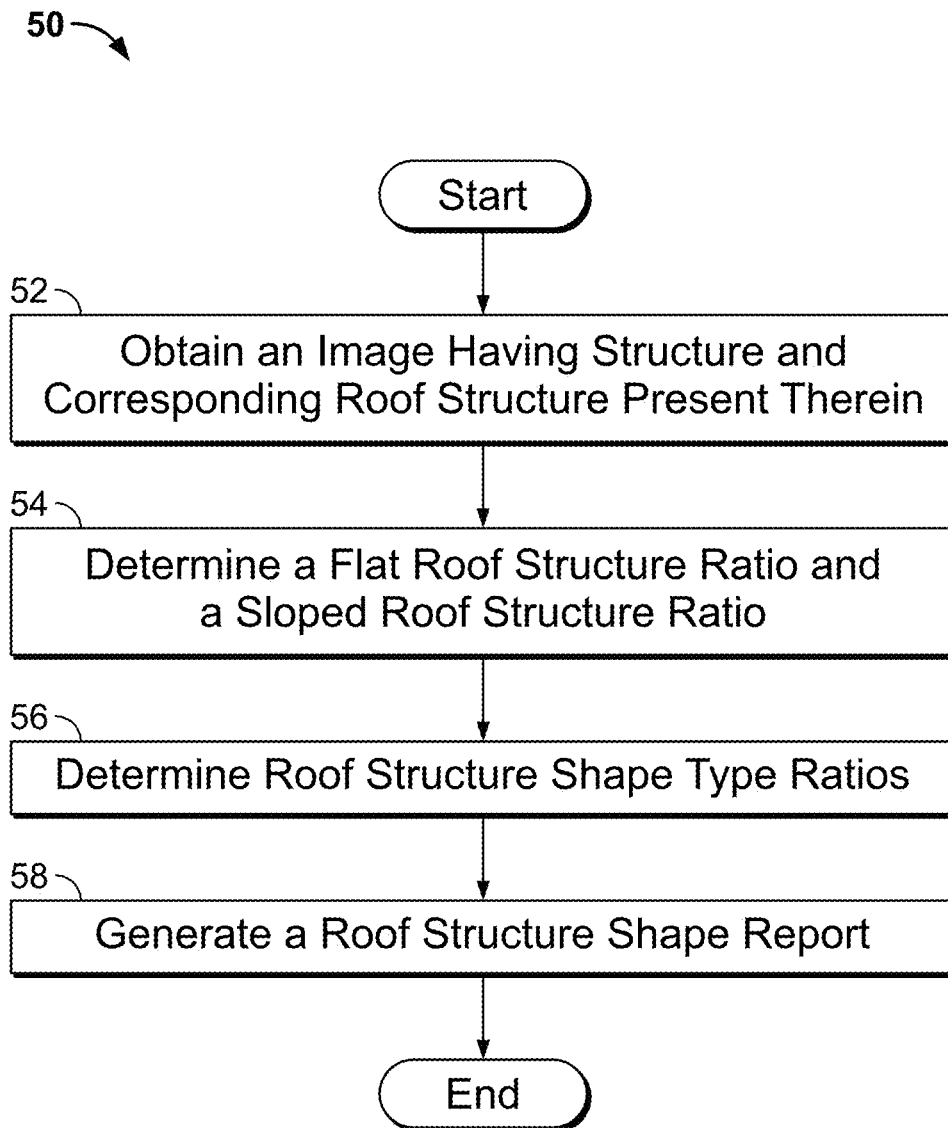 50
Start
52
Obtain an Image Having Structure and
Corresponding Roof Structure Present Therein
54
Determine a Flat Roof Structure Ratio and
a Sloped Roof Structure Ratio
56
Determine Roof Structure Shape Type Ratios
58
Generate a Roof Structure Shape Report
End